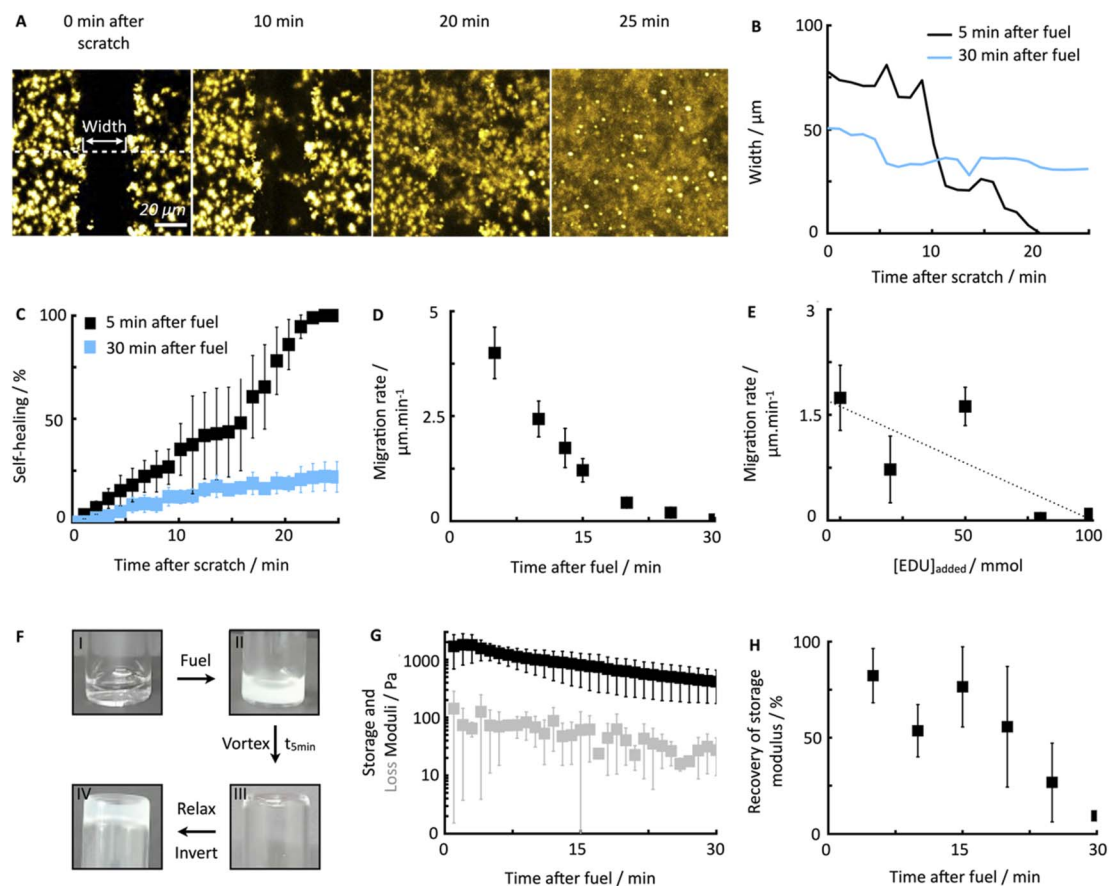 A
0 min after
scratch
10 min
20 min
25 min
Width
20 µm
B
5 min after fuel
30 min after fuel
100
50
0
Width / µm
0
10
20
Time after scratch / min
C
5 min after fuel
30 min after fuel
100
50
0
Self-healing / %
0
10
20
Time after scratch / min
D
5
2.5
0
Migration rate /
µm.min-1
0
15
30
Time after fuel / min
E
3
1.5
0
Migration rate /
µm.min-1
0
50
100
[EDU]added / mmol
F
I
Fuel
II
Vortex
t5min
IV
Relax
Invert
III
G
1000
100
10
0
Storage and
Loss Moduli / Pa
0
15
30
Time after fuel / min
H
100
50
0
Recovery of storage
modulus / %
0
15
30
Time after fuel / min